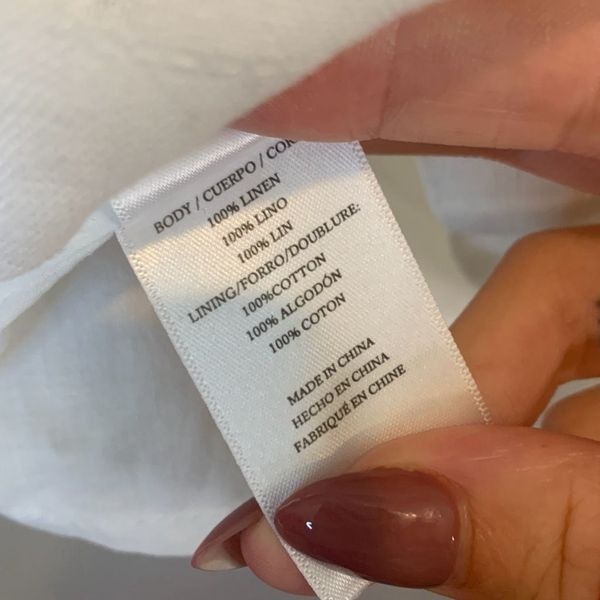 BODY / CUERPO /
100% LINEN
100% LINO
100% LIN
LINING/FORRO/DOUBLURE:
100%COTTON
100% ALGODÓN
100% COTON
MADE IN CHINA
HECHO EN CHINA
FABRIQUÉ EN CHINE